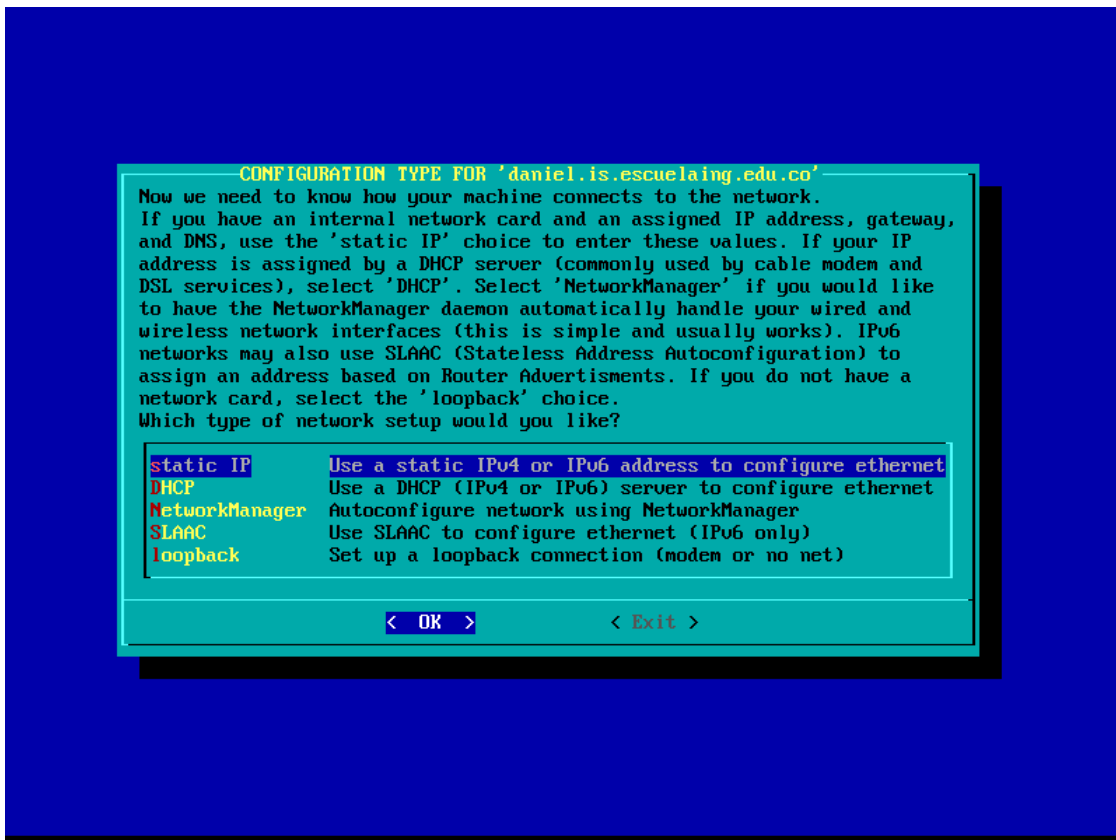 CONFIGURATION TYPE FOR 'daniel.is.escuelaing.edu.co'
Now we need to know how your machine connects to the network.
If you have an internal network card and an assigned IP address, gateway,
and DNS, use the 'static IP' choice to enter these values. If your IP
address is assigned by a DHCP server (commonly used by cable modem and
DSL services), select 'DHCP'. Select 'NetworkManager' if you would like
to have the NetworkManager daemon automatically handle your wired and
wireless network interfaces (this is simple and usually works). IPv6
networks may also use SLAAC (Stateless Address Autoconfiguration) to
assign an address based on Router Advertisments. If you do not have a
network card, select the 'loopback' choice.
Which type of network setup would you like?
static IP Use a static IPv4 or IPv6 address to configure ethernet
DHCP Use a DHCP (IPv4 or IPv6) server to configure ethernet
NetworkManager Autoconfigure network using NetworkManager
SLAAC Use SLAAC to configure ethernet (IPv6 only)
loopback Set up a loopback connection (modem or no net)
< OK > < Exit >